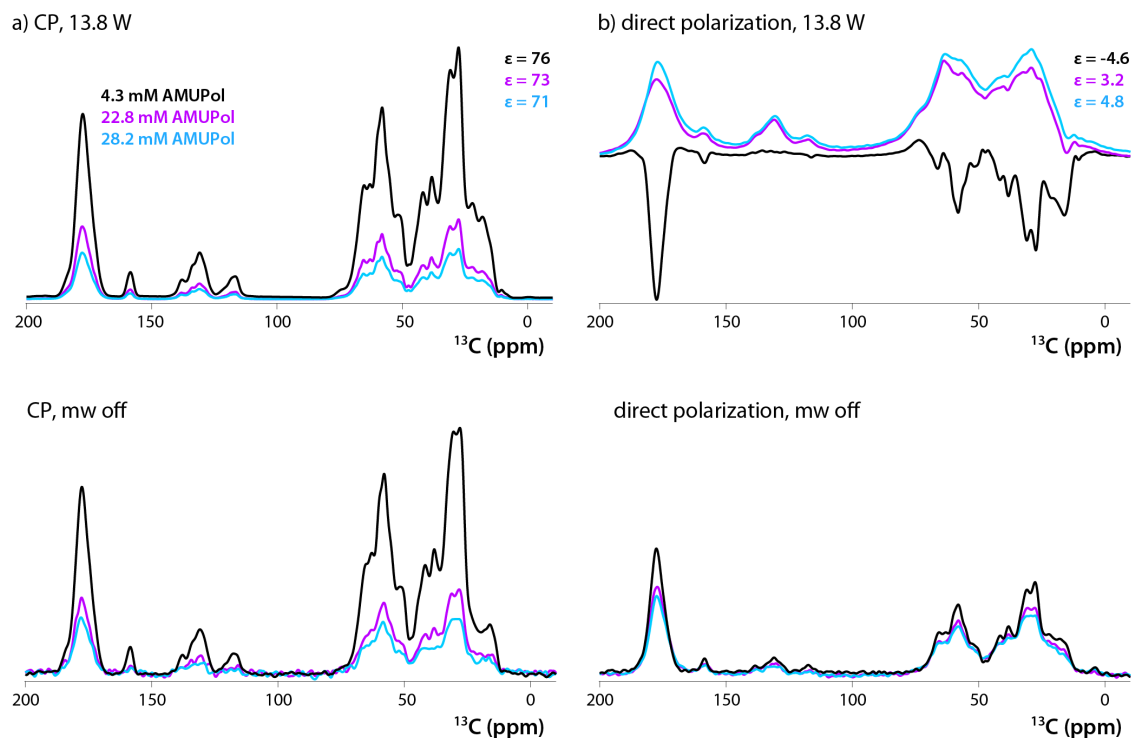 a) CP, 13.8 W
ε = 76
ε = 73
ε = 71
4.3 mM AMUPol
22.8 mM AMUPol
28.2 mM AMUPol
200 150 100 50 0
¹³C (ppm)
b) direct polarization, 13.8 W
ε = -4.6
ε = 3.2
ε = 4.8
200 150 100 50 0
¹³C (ppm)
CP, mw off
200 150 100 50 0
¹³C (ppm)
direct polarization, mw off
200 150 100 50 0
¹³C (ppm)